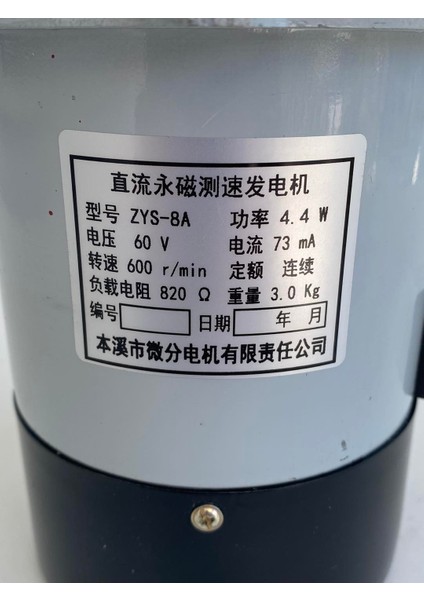 直流永磁测速发电机
型号 ZYS-8A 功率 4.4 W
电压 60 V 电流 73 mA
转速 600 r/min 定额 连续
负载电阻 820 Ω 重量 3.0 Kg
编号 日期 年 月
本溪市微分电机有限责任公司